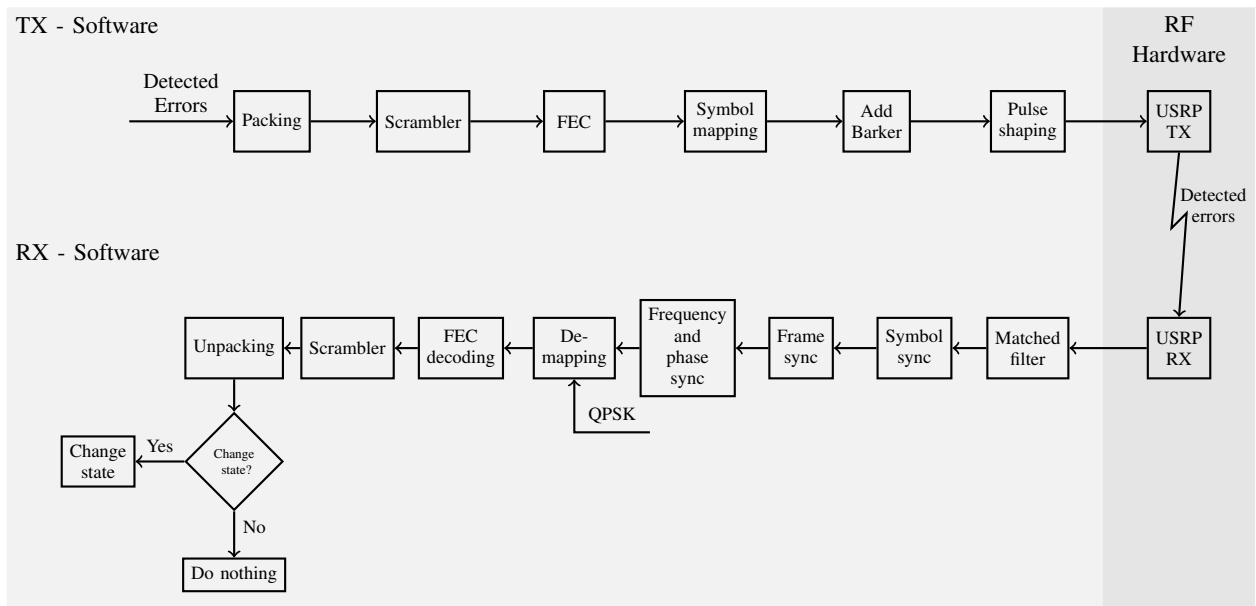 TX - Software
RF
Hardware
Detected
Errors
Packing
Scrambler
FEC
Symbol
mapping
Add
Barker
Pulse
shaping
USRP
TX
Detected
errors
RX - Software
Unpacking
Scrambler
FEC
decoding
De-
mapping
Frequency
and
phase
sync
Frame
sync
Symbol
sync
Matched
filter
USRP
RX
QPSK
Change
state
Yes
Change
state?
No
Do nothing